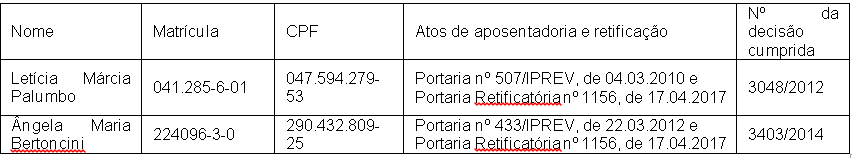 Nome Matrícula CPF Atos de aposentadoria e retificação Nº da
decisão
cumprida
Letícia Márcia
Palumbo 041.285-6-01 047.594.279-
53 Portaria nº 507/IPREV, de 04.03.2010 e
Portaria Retificatória nº 1156, de 17.04.2017 3048/2012
Ângela Maria
Bertoncini 224096-3-0 290.432.809-
25 Portaria nº 433/IPREV, de 22.03.2012 e
Portaria Retificatória nº 1156, de 17.04.2017 3403/2014